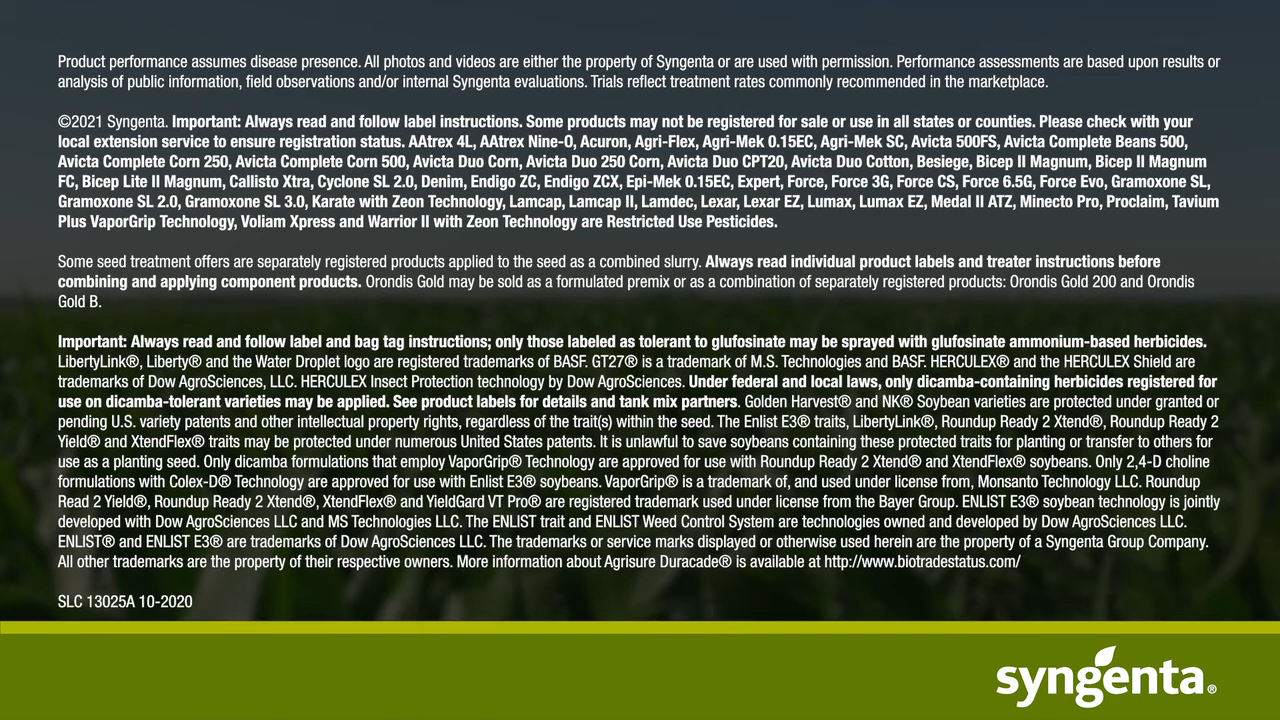 Product performance assumes disease presence. All photos and videos are either the property of Syngenta or are used with permission. Performance assessments are based upon results or
analysis of public information, field observations and/or internal Syngenta evaluations. Trials reflect treatment rates commonly recommended in the marketplace.
©2021 Syngenta. Important: Always read and follow label instructions. Some products may not be registered for sale or use in all states or counties. Please check with your
local extension service to ensure registration status. AAtrex 4L, AAtrex Nine-O, Acuron, Agri-Flex, Agri-Mek 0.15EC, Agri-Mek SC, Avicta 500FS, Avicta Complete Beans 500,
Avicta Complete Corn 250, Avicta Complete Corn 500, Avicta Duo Corn, Avicta Duo 250 Corn, Avicta Duo CPT20, Avicta Duo Cotton, Besiege, Bicep II Magnum, Bicep II Magnum
FC, Bicep Lite II Magnum, Callisto Xtra, Cyclone SL 2.0, Denim, Endigo ZC, Endigo ZCX, Epi-Mek 0.15EC, Expert, Force, Force 3G, Force CS, Force 6.5G, Force Evo, Gramoxone SL,
Gramoxone SL 2.0, Gramoxone SL 3.0, Karate with Zeon Technology, Lamcap, Lamcap II, Lamdec, Lexar, Lexar EZ, Lumax, Lumax EZ, Medal II ATZ, Minecto Pro, Proclaim, Tavium
Plus VaporGrip Technology, Voliam Xpress and Warrior II with Zeon Technology are Restricted Use Pesticides.
Some seed treatment offers are separately registered products applied to the seed as a combined slurry. Always read individual product labels and treater instructions before
combining and applying component products. Orondis Gold may be sold as a formulated premix or as a combination of separately registered products: Orondis Gold 200 and Orondis
Gold B.
Important: Always read and follow label and bag tag instructions; only those labeled as tolerant to glufosinate may be sprayed with glufosinate ammonium-based herbicides.
LibertyLink®, Liberty® and the Water Droplet logo are registered trademarks of BASF. GT27® is a trademark of M.S. Technologies and BASF. HERCULEX® and the HERCULEX Shield are
trademarks of Dow AgroSciences, LLC. HERCULEX Insect Protection technology by Dow AgroSciences. Under federal and local laws, only dicamba-containing herbicides registered for
use on dicamba-tolerant varieties may be applied. See product labels for details and tank mix partners. Golden Harvest® and NK® Soybean varieties are protected under granted or
pending U.S. variety patents and other intellectual property rights, regardless of the trait(s) within the seed. The Enlist E3® traits, LibertyLink®, Roundup Ready 2 Xtend®, Roundup Ready 2
Yield® and XtendFlex® traits may be protected under numerous United States patents. It is unlawful to save soybeans containing these protected traits for planting or transfer to others for
use as a planting seed. Only dicamba formulations that employ VaporGrip® Technology are approved for use with Roundup Ready 2 Xtend® and XtendFlex® soybeans. Only 2,4-D choline
formulations with Colex-D® Technology are approved for use with Enlist E3® soybeans. VaporGrip® is a trademark of, and used under license from, Monsanto Technology LLC. Roundup
Read 2 Yield®, Roundup Ready 2 Xtend®, XtendFlex® and YieldGard VT Pro® are registered trademark used under license from the Bayer Group. ENLIST E3® soybean technology is jointly
developed with Dow AgroSciences LLC and MS Technologies LLC. The ENLIST trait and ENLIST Weed Control System are technologies owned and developed by Dow AgroSciences LLC.
ENLIST® and ENLIST E3® are trademarks of Dow AgroSciences LLC. The trademarks or service marks displayed or otherwise used herein are the property of a Syngenta Group Company.
All other trademarks are the property of their respective owners. More information about Agrisure Duracade® is available at http://www.biotradestatus.com/
SLC 13025A 10-2020
syngenta®